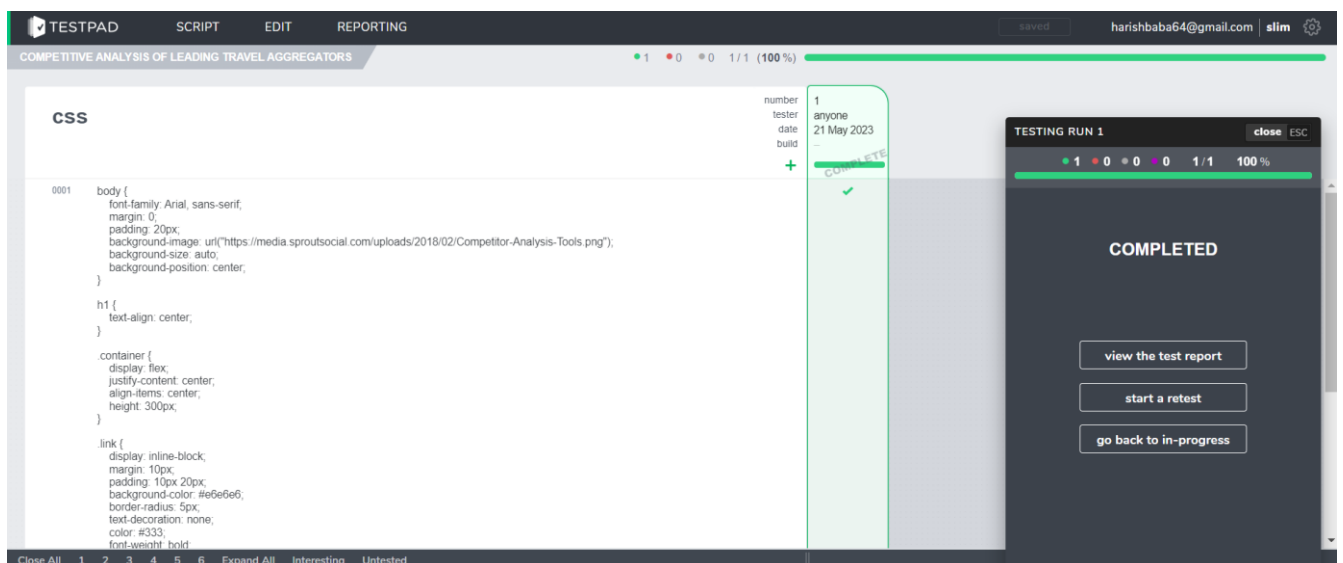 TESTPAD SCRIPT EDIT REPORTING saved harishbaba64@gmail.com slim
COMPETITIVE ANALYSIS OF LEADING TRAVEL AGGREGATORS 1 0 0 1/1 (100 %)
css
number 1
tester anyone
date 21 May 2023
build --
+
COMPLETE
0001 body {
font-family: Arial, sans-serif;
margin: 0;
padding: 20px;
background-image: url("https://media.sproutsocial.com/uploads/2018/02/Competitor-Analysis-Tools.png");
background-size: auto;
background-position: center;
}
h1 {
text-align: center;
}
.container {
display: flex;
justify-content: center;
align-items: center;
height: 300px;
}
.link {
display: inline-block;
margin: 10px;
padding: 10px 20px;
background-color: #e6e6e6;
border-radius: 5px;
text-decoration: none;
color: #333;
font-weight: bold;
TESTING RUN 1 close ESC
1 0 0 0 1/1 100 %
COMPLETED
view the test report
start a retest
go back to in-progress
Close All 1 2 3 4 5 6 Expand All Interesting Untested